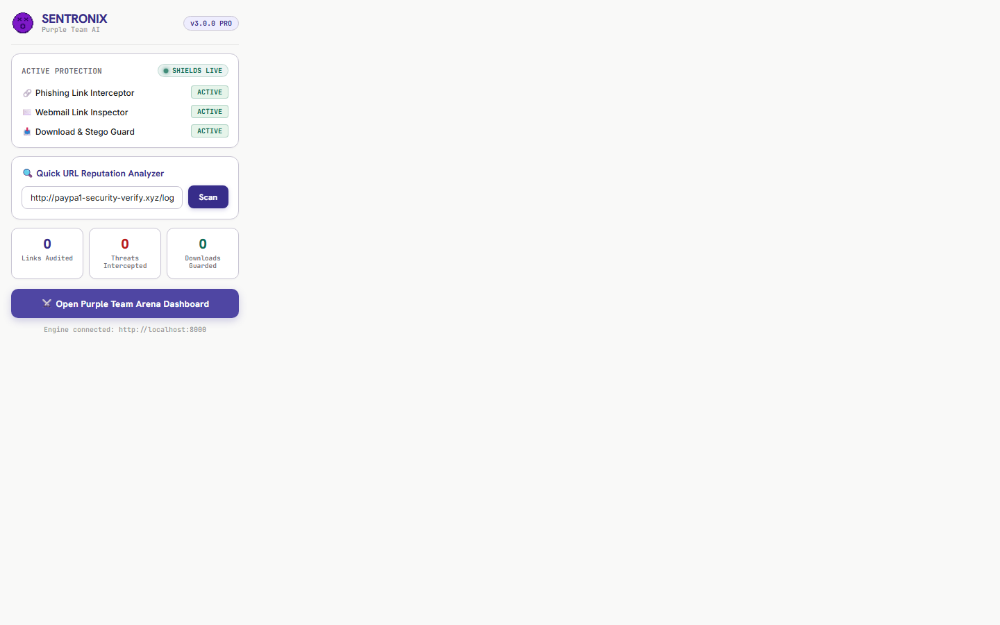 SENTRONIX
Purple Team AI
v3.0.0 PRO
ACTIVE PROTECTION
SHIELDS LIVE
Phishing Link Interceptor
ACTIVE
Webmail Link Inspector
ACTIVE
Download & Stego Guard
ACTIVE
Quick URL Reputation Analyzer
http://paypa1-security-verify.xyz/log
Scan
0
Links Audited
0
Threats
Intercepted
0
Downloads
Guarded
Open Purple Team Arena Dashboard
Engine connected: http://localhost:8000